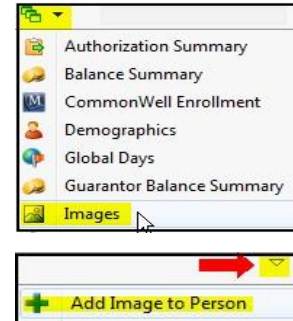 Authorization Summary
Balance Summary
CommonWell Enrollment
Demographics
Global Days
Guarantor Balance Summary
Images
Add Image to Person